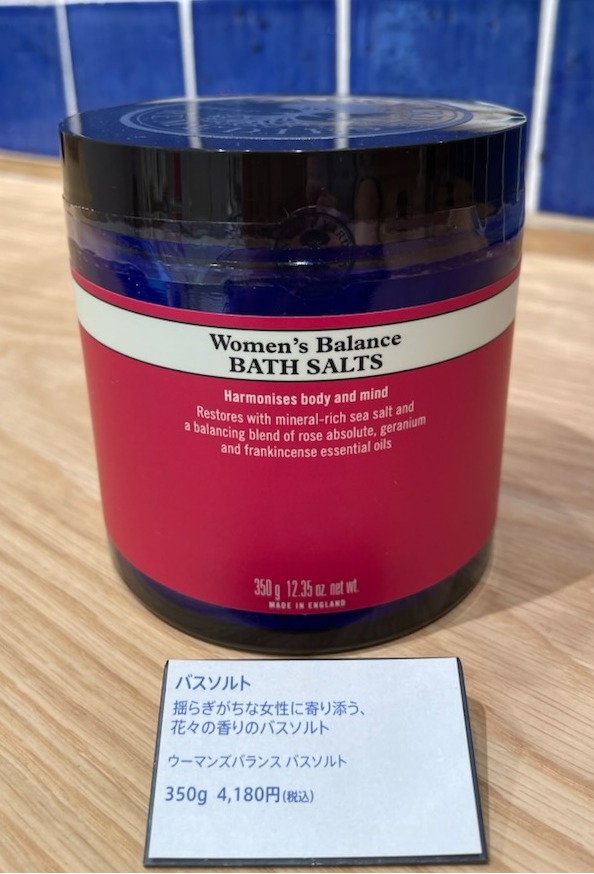 Women's Balance
BATH SALTS
Harmonises body and mind
Restores with mineral-rich sea salt and
a balancing blend of rose absolute, geranium
and frankincense essential oils
350 g 12.35 oz. net wt.
MADE IN ENGLAND
バスソルト
揺らぎがちな女性に寄り添う、
花々の香りのバスソルト
ウーマンズバランス バスソルト
350g 4,180円(税込)